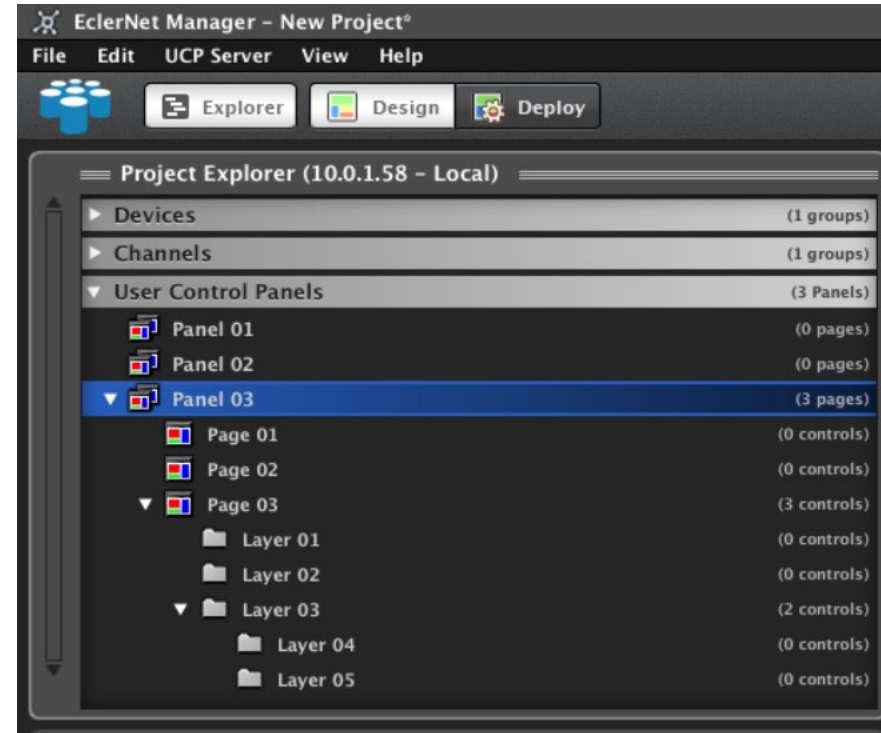 EclerNet Manager – New Project*
File Edit UCP Server View Help
Explorer Design Deploy
Project Explorer (10.0.1.58 – Local)
Devices (1 groups)
Channels (1 groups)
User Control Panels (3 Panels)
Panel 01 (0 pages)
Panel 02 (0 pages)
Panel 03 (3 pages)
Page 01 (0 controls)
Page 02 (0 controls)
Page 03 (3 controls)
Layer 01 (0 controls)
Layer 02 (0 controls)
Layer 03 (2 controls)
Layer 04 (0 controls)
Layer 05 (0 controls)